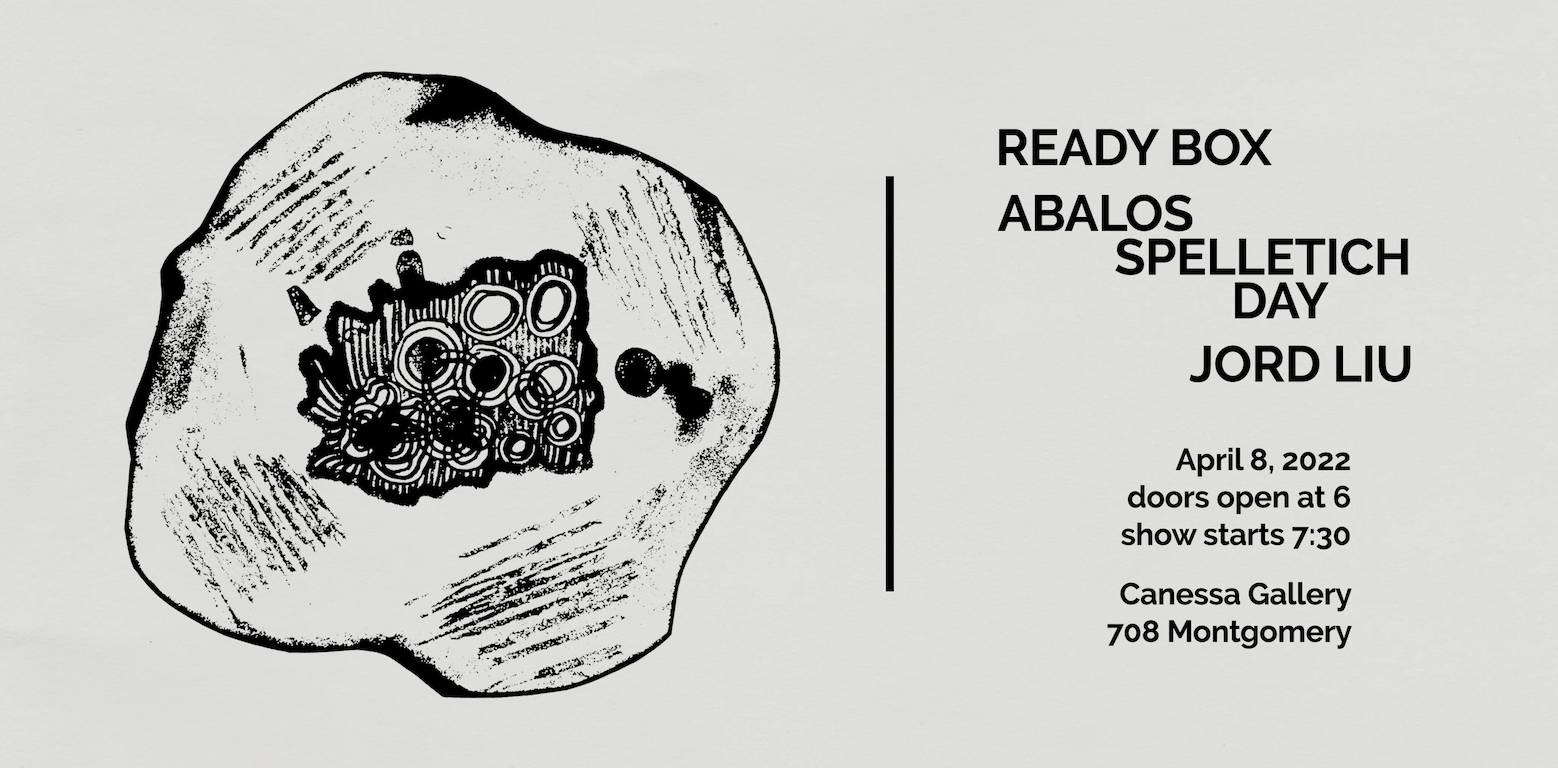 READY BOX
ABALOS
SPELLETICH
DAY
JORD LIU
April 8, 2022
doors open at 6
show starts 7:30
Canessa Gallery
708 Montgomery